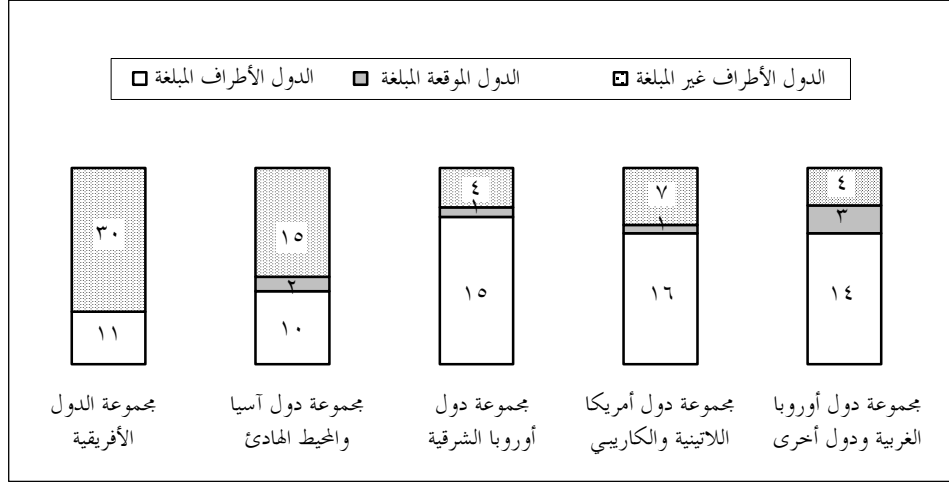 الدول الأطراف غير المبلغة الدول الموقعة المبلغة الدول الأطراف المبلغة
٤ ٧ ٤ ١٥ ٣٠
٣ ١ ١ ٢
١٤ ١٦ ١٥ ١٠ ١١
مجموعة دول أوروبا
الغربية ودول أخرى
مجموعة دول أمريكا
اللاتينية والكاريبي
مجموعة دول
أوروبا الشرقية
مجموعة دول آسيا
والمحيط الهادئ
مجموعة الدول
الأفريقية